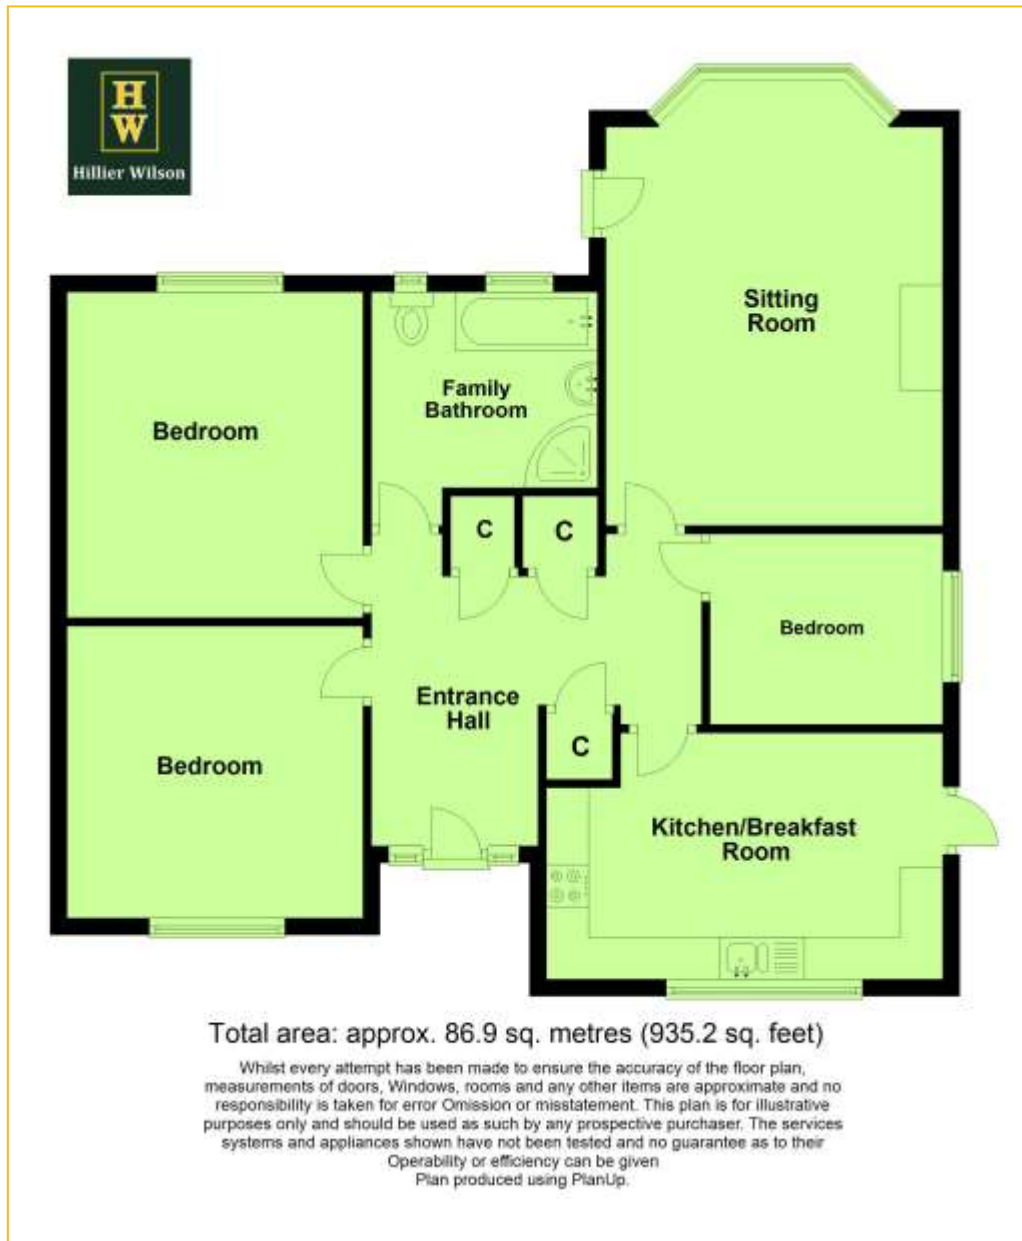 H
W
Hillier Wilson
Sitting
Room
Family
Bathroom
Bedroom
C
C
Bedroom
Entrance
Hall
C
Bedroom
Kitchen/Breakfast
Room
Total area: approx. 86.9 sq. metres (935.2 sq. feet)
Whilst every attempt has been made to ensure the accuracy of the floor plan,
measurements of doors, Windows, rooms and any other items are approximate and no
responsibility is taken for error Omission or misstatement. This plan is for illustrative
purposes only and should be used as such by any prospective purchaser. The services
systems and appliances shown have not been tested and no guarantee as to their
Operability or efficiency can be given
Plan produced using PlanUp.